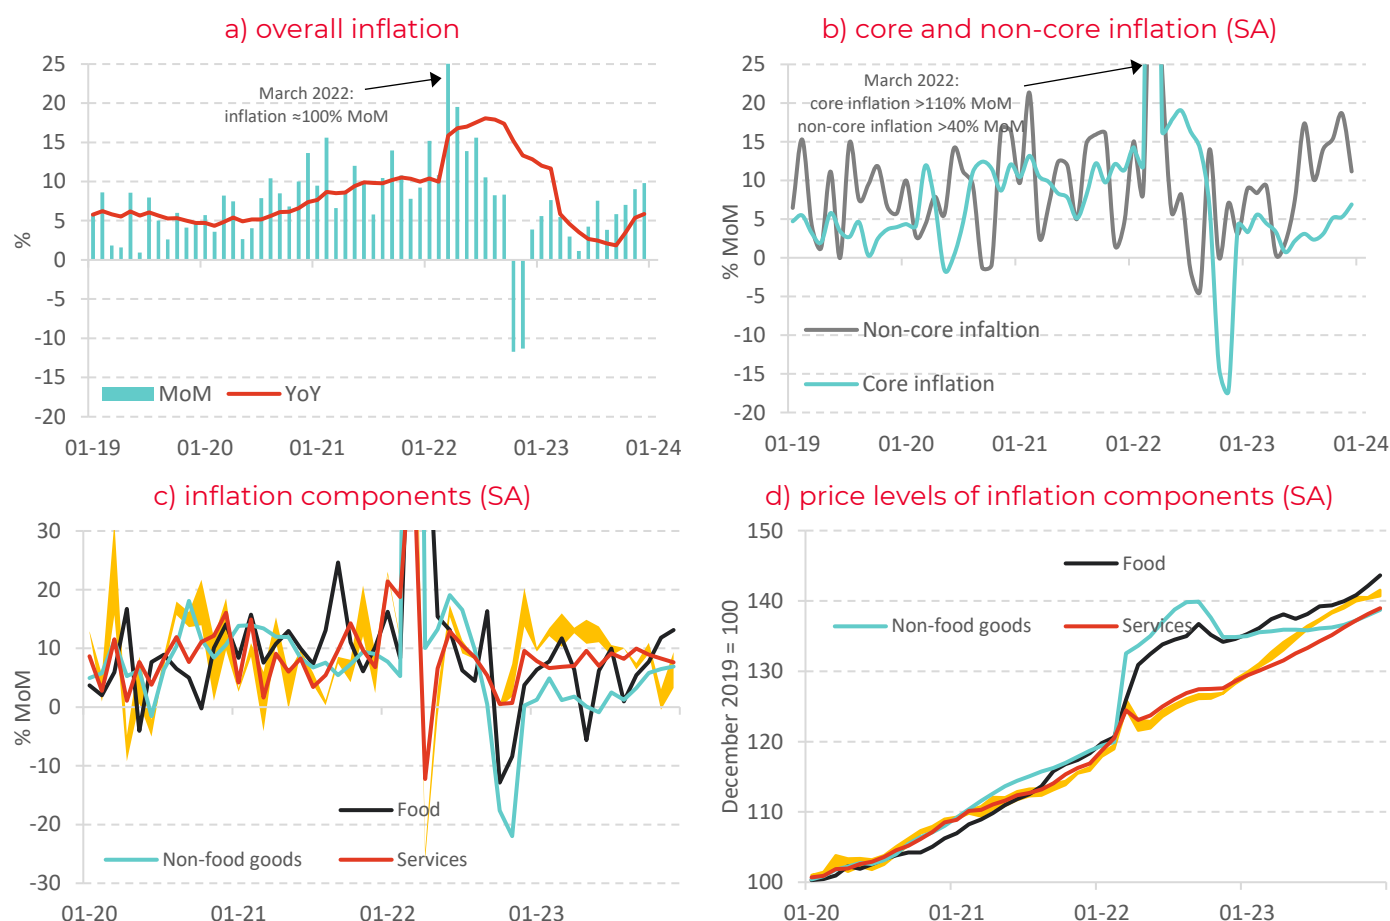 a) overall inflation
%
25
20
15
10
5
0
-5
-10
-15
-20
March 2022:
inflation ≈100% MoM
MoM
YoY
01-19
01-20
01-21
01-22
01-23
01-24
b) core and non-core inflation (SA)
% MoM
25
20
15
10
5
0
-5
-10
-15
-20
March 2022:
core inflation >110% MoM
non-core inflation >40% MoM
Non-core infaltion
Core inflation
01-19
01-20
01-21
01-22
01-23
01-24
c) inflation components (SA)
% MoM
30
20
10
0
-10
-20
-30
Food
Non-food goods
Services
01-20
01-21
01-22
01-23
d) price levels of inflation components (SA)
December 2019 = 100
150
140
130
120
110
100
Food
Non-food goods
Services
01-20
01-21
01-22
01-23